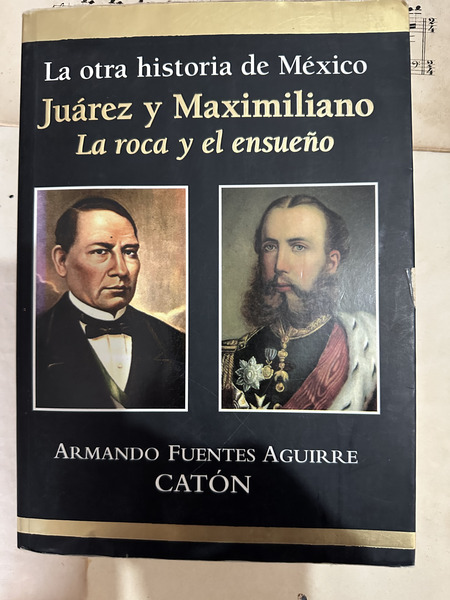 La otra historia de México
Juárez y Maximiliano
La roca y el ensueño
ARMANDO FUENTES AGUIRRE
CATÓN